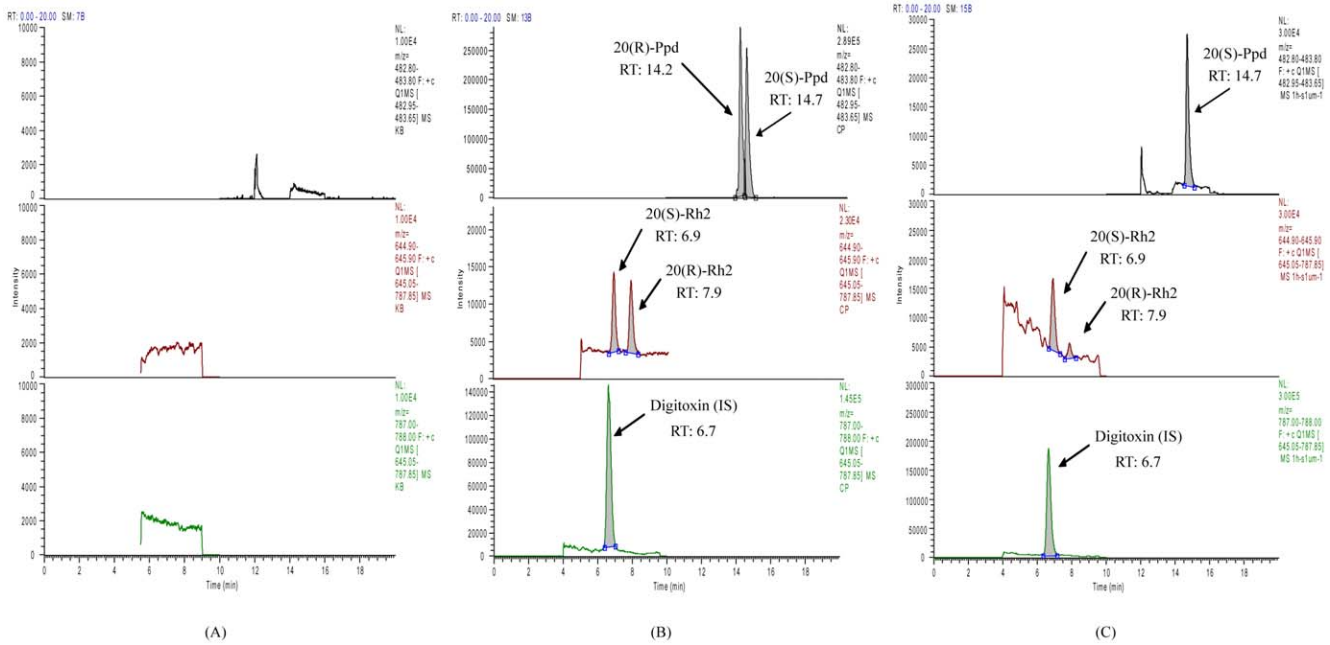 RT: 0.00 - 20.00 SM: 7B
10000
8000
6000
4000
2000
0
NL:
1.00E4
m/z=
482.80-
483.80 F: +c
Q1MS [
482.95-
483.65] MS
KB
10000
8000
6000
4000
2000
0
Intensity
NL:
1.00E4
m/z=
644.90-
645.90 F: +c
Q1MS [
645.05-
787.85] MS
KB
10000
8000
6000
4000
2000
0
NL:
1.00E4
m/z=
787.00-
788.00 F: +c
Q1MS [
645.05-
787.85] MS
KB
0 2 4 6 8 10 12 14 16 18
Time (min)
(A)
RT: 0.00 - 20.00 SM: 13B
250000
200000
150000
100000
50000
0
20(R)-Ppd
RT: 14.2
20(S)-Ppd
RT: 14.7
NL:
2.89E5
m/z=
482.80-
483.80 F: +c
Q1MS [
482.95-
483.65] MS
CP
20000
15000
10000
5000
0
Intensity
20(S)-Rh2
RT: 6.9
20(R)-Rh2
RT: 7.9
NL:
2.30E4
m/z=
644.90-
645.90 F: +c
Q1MS [
645.05-
787.85] MS
CP
140000
120000
100000
80000
60000
40000
20000
0
Digitoxin (IS)
RT: 6.7
NL:
1.45E5
m/z=
787.00-
788.00 F: +c
Q1MS [
645.05-
787.85] MS
CP
0 2 4 6 8 10 12 14 16 18
Time (min)
(B)
RT: 0.00 - 20.00 SM: 15B
30000
25000
20000
15000
10000
5000
0
20(S)-Ppd
RT: 14.7
NL:
3.00E4
m/z=
482.80-483.80
F: +c Q1MS [
482.95-483.65]
MS 1h-s1um-1
30000
25000
20000
15000
10000
5000
0
Intensity
20(S)-Rh2
RT: 6.9
20(R)-Rh2
RT: 7.9
NL:
3.00E4
m/z=
644.90-645.90
F: +c Q1MS [
645.05-787.85]
MS 1h-s1um-1
300000
250000
200000
150000
100000
50000
0
Digitoxin (IS)
RT: 6.7
NL:
3.00E5
m/z=
787.00-788.00
F: +c Q1MS [
645.05-787.85]
MS 1h-s1um-1
0 2 4 6 8 10 12 14 16 18
Time (min)
(C)